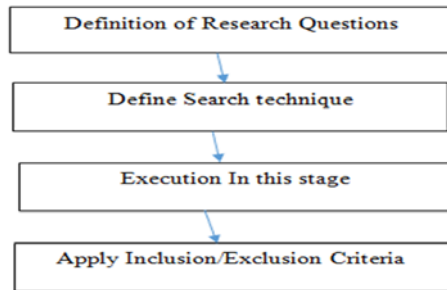 Definition of Research Questions
Define Search technique
Execution In this stage
Apply Inclusion/Exclusion Criteria